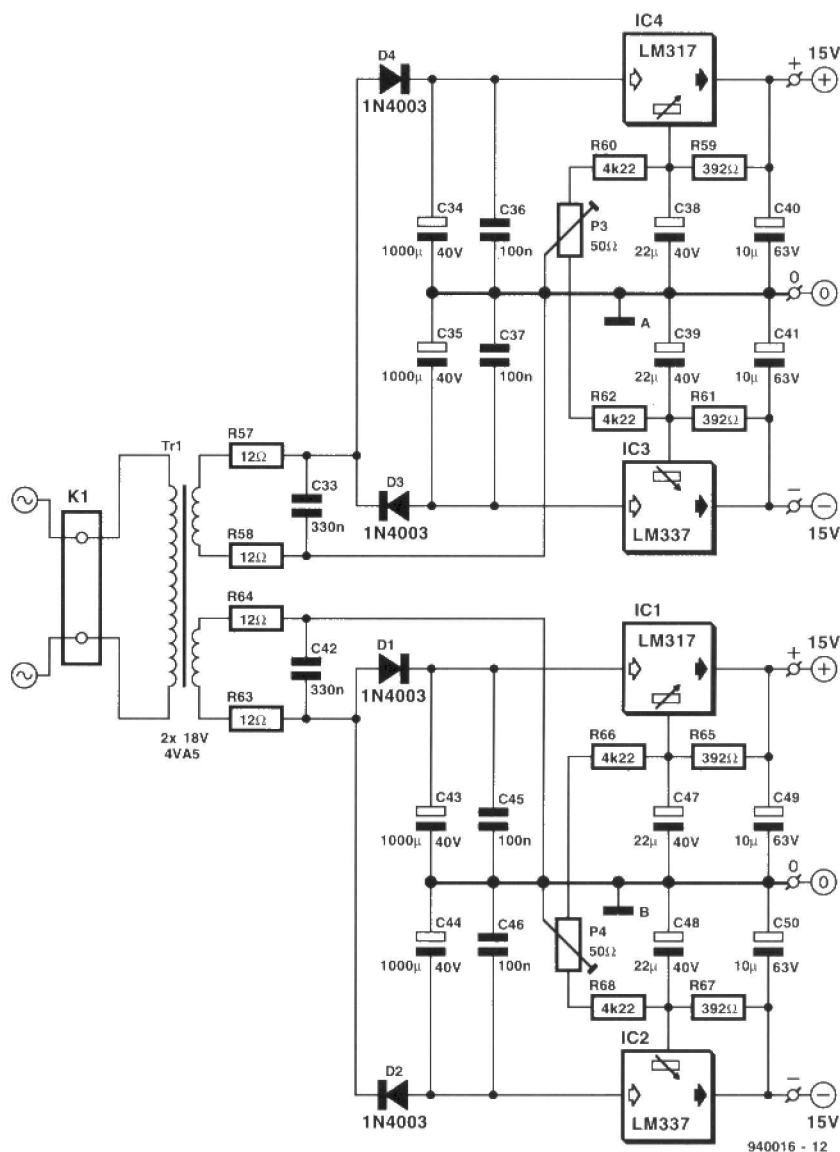 IC4
D4
LM317
+
15V
+
1N4003
R60
R59
4k22
392Ω
C34
C36
P3
C38
C40
50Ω
1000μ
40V
100n
22μ
40V
10μ
63V
0
0
A
C35
C37
C39
C41
1000μ
40V
100n
22μ
40V
10μ
63V
R62
R61
4k22
392Ω
Tr1
R57
12Ω
IC3
K1
C33
D3
330n
−
−
R58
1N4003
LM337
15V
12Ω
R64
12Ω
IC1
C42
D1
LM317
+
15V
+
330n
R63
1N4003
12Ω
2x 18V
4VA5
R66
R65
4k22
392Ω
C43
C45
C47
C49
1000μ
40V
100n
22μ
40V
10μ
63V
0
0
B
C44
C46
P4
C48
C50
50Ω
1000μ
40V
100n
22μ
40V
10μ
63V
R68
R67
4k22
392Ω
IC2
D2
−
−
1N4003
LM337
15V
940016 - 12